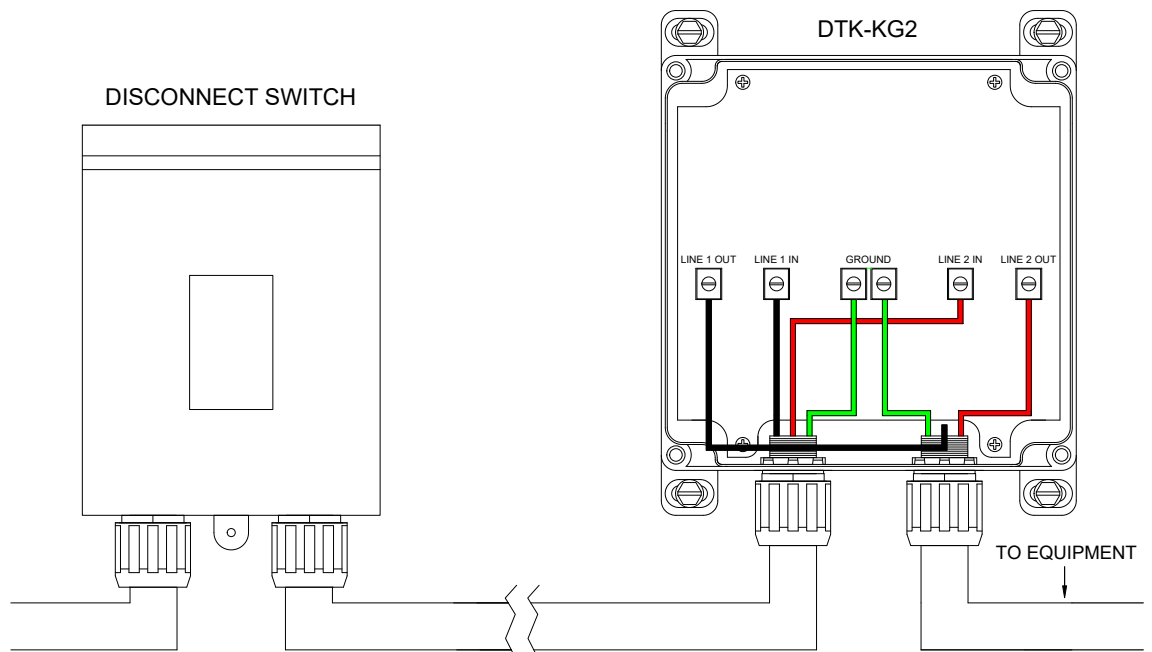 DTK-KG2
DISCONNECT SWITCH
LINE 1 OUT
LINE 1 IN
GROUND
LINE 2 IN
LINE 2 OUT
TO EQUIPMENT